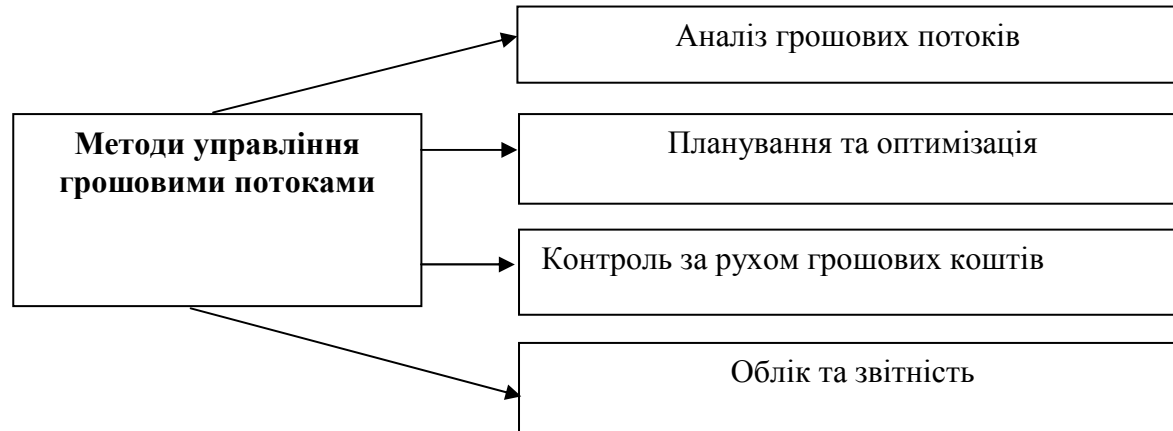 Аналіз грошових потоків
Методи управління
грошовими потоками
Планування та оптимізація
Контроль за рухом грошових коштів
Облік та звітність